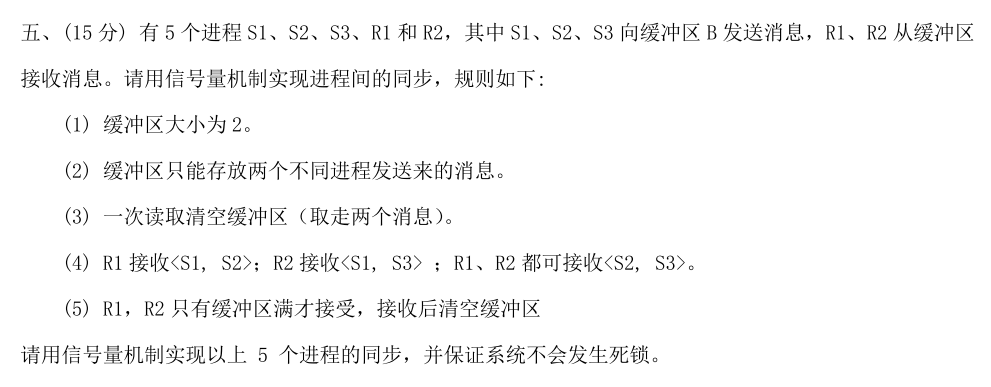 五、(15 分) 有 5 个进程 S1、S2、S3、R1 和 R2，其中 S1、S2、S3 向缓冲区 B 发送消息，R1、R2 从缓冲区
接收消息。请用信号量机制实现进程间的同步，规则如下:
(1) 缓冲区大小为 2。
(2) 缓冲区只能存放两个不同进程发送来的消息。
(3) 一次读取清空缓冲区（取走两个消息）。
(4) R1 接收<S1, S2>；R2 接收<S1, S3> ；R1、R2 都可接收<S2, S3>。
(5) R1，R2 只有缓冲区满才接受，接收后清空缓冲区
请用信号量机制实现以上 5 个进程的同步，并保证系统不会发生死锁。